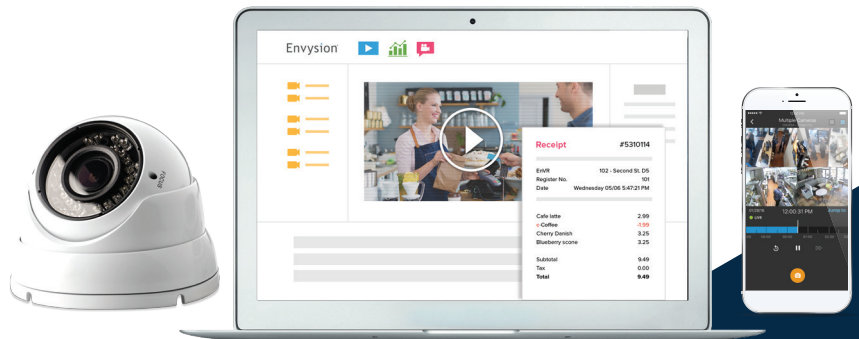 Envysion
Receipt #5310114
EnVR 102 - Second St. D5
Register No. 101
Date Wednesday 05/06 5:47:21 PM
Cafe latte 2.99
c-Coffee -1.99
Cherry Danish 3.25
Blueberry scone 3.25
Subtotal 9.49
Tax 0.00
Total 9.49
Multiple Cameras
12:00:31 PM
LIVE